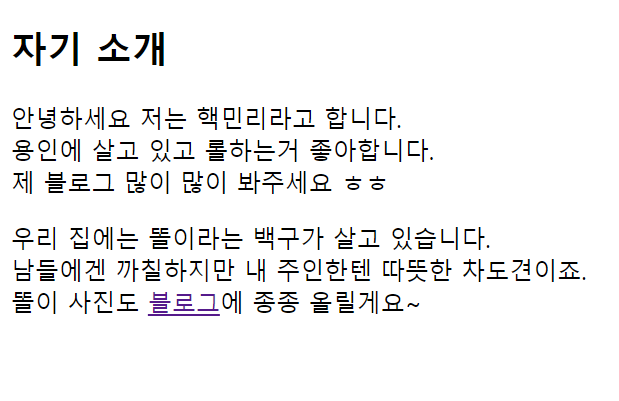 자기 소개
안녕하세요 저는 핵민리라고 합니다.
용인에 살고 있고 롤하는거 좋아합니다.
제 블로그 많이 많이 봐주세요 ㅎㅎ
우리 집에는 똘이라는 백구가 살고 있습니다.
남들에겐 까칠하지만 내 주인한텐 따뜻한 차도견이죠.
똘이 사진도 블로그에 종종 올릴게요~